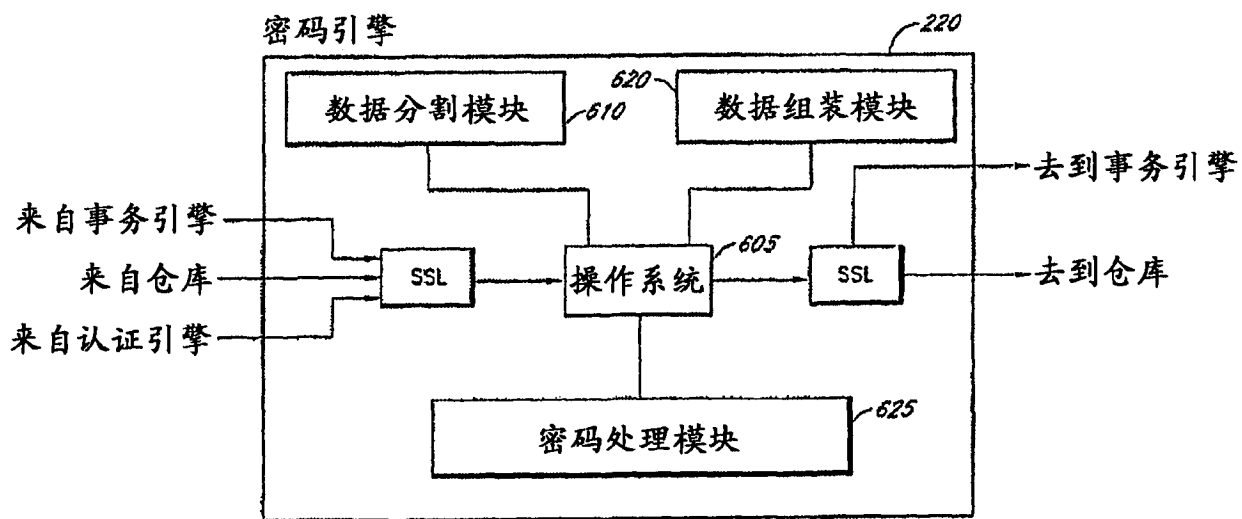 密码引擎
220
数据分割模块
610
620
数据组装模块
去到事务引擎
来自事务引擎
605
SSL
操作系统
SSL
来自仓库
去到仓库
来自认证引擎
625
密码处理模块